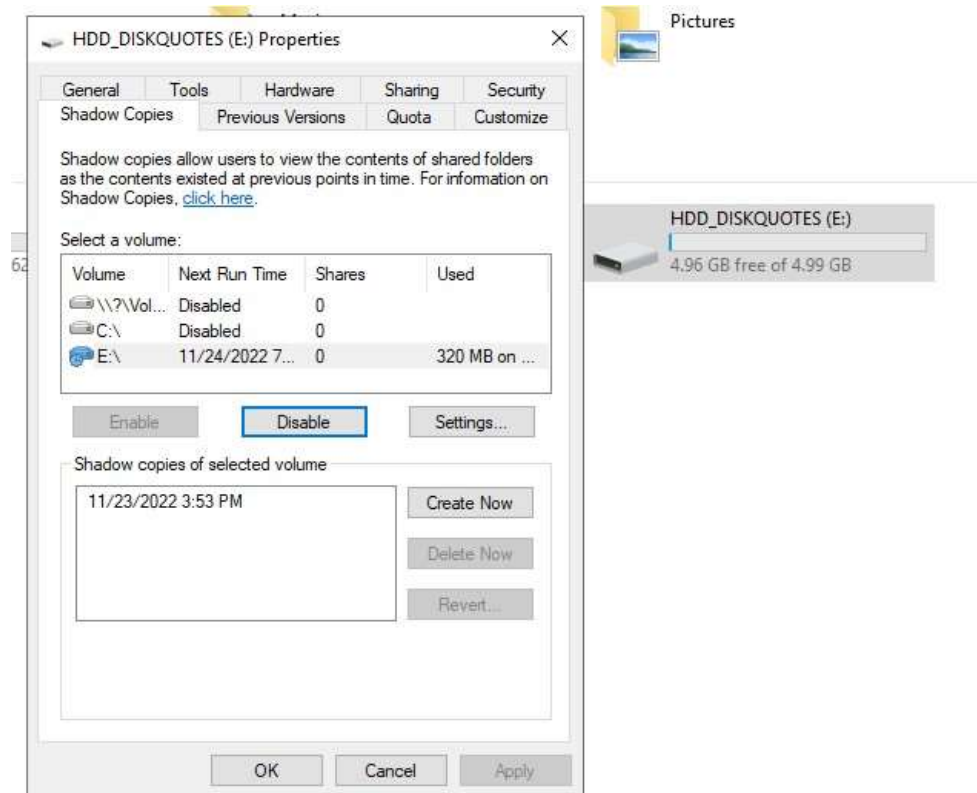 Pictures
HDD_DISKQUOTES (E:) Properties
General Tools Hardware Sharing Security
Shadow Copies Previous Versions Quota Customize
Shadow copies allow users to view the contents of shared folders
as the contents existed at previous points in time. For information on
Shadow Copies, click here.
Select a volume:
Volume Next Run Time Shares Used
\\?\Vol... Disabled 0
C:\ Disabled 0
E:\ 11/24/2022 7... 0 320 MB on ...
Enable Disable Settings...
Shadow copies of selected volume
11/23/2022 3:53 PM
Create Now
Delete Now
Revert...
OK Cancel Apply
HDD_DISKQUOTES (E:)
4.96 GB free of 4.99 GB
62